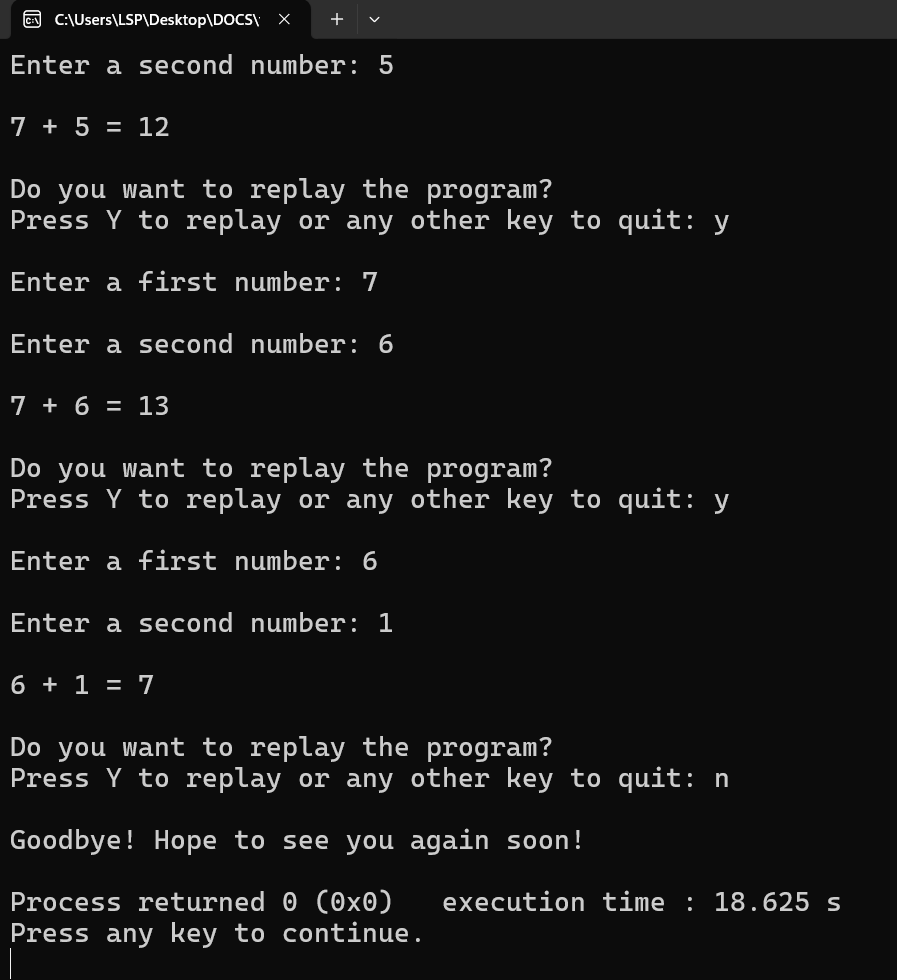 C:\Users\LSP\Desktop\DOCS\
Enter a second number: 5
7 + 5 = 12
Do you want to replay the program?
Press Y to replay or any other key to quit: y
Enter a first number: 7
Enter a second number: 6
7 + 6 = 13
Do you want to replay the program?
Press Y to replay or any other key to quit: y
Enter a first number: 6
Enter a second number: 1
6 + 1 = 7
Do you want to replay the program?
Press Y to replay or any other key to quit: n
Goodbye! Hope to see you again soon!
Process returned 0 (0x0)   execution time : 18.625 s
Press any key to continue.